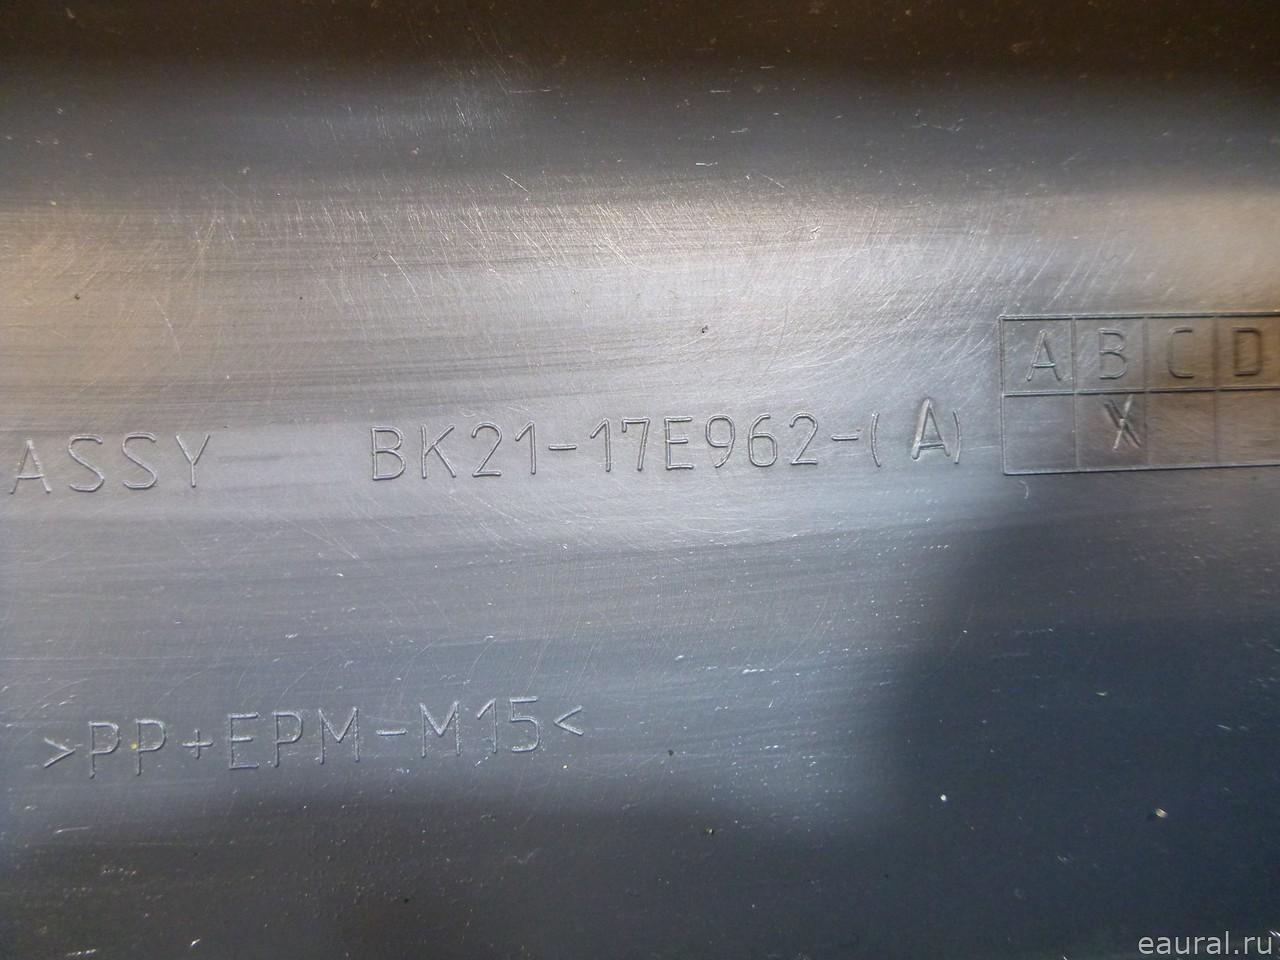 A B C D
ASSY BK21-17E962-(A)
X
>PP+EPM-M15<
eaural.ru